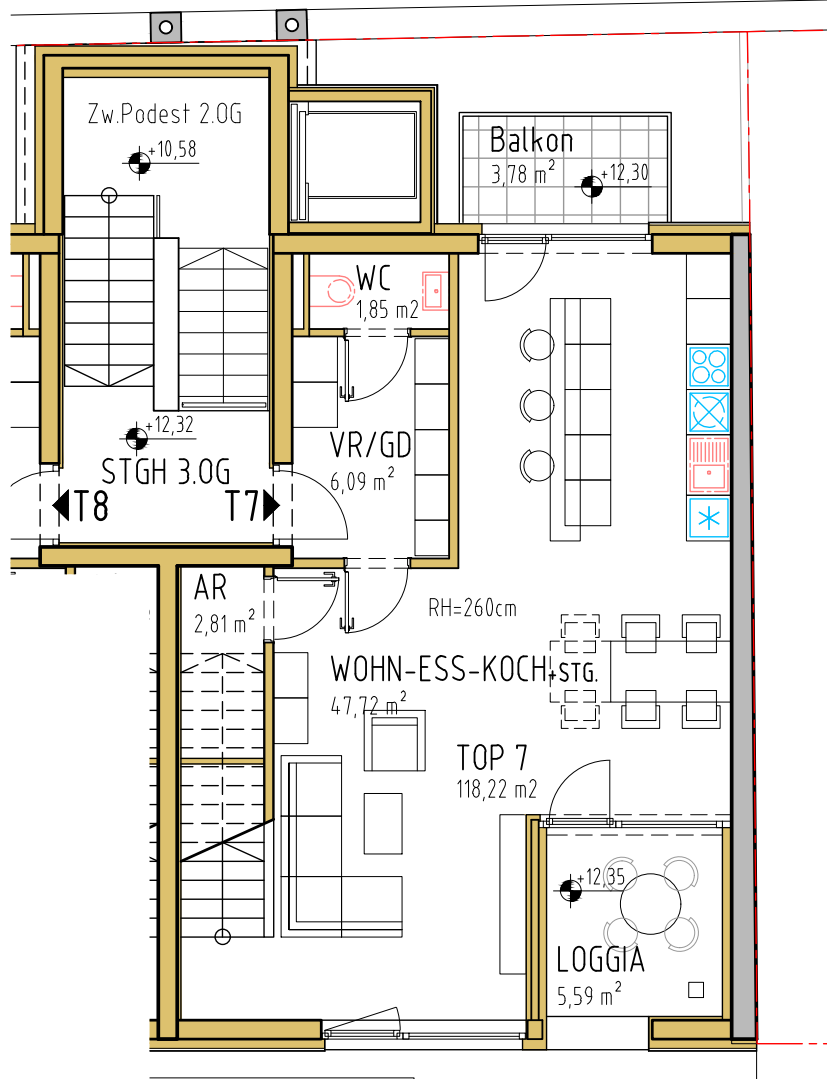 Zw.Podest 2.OG
+10,58
Balkon
3,78 m²
+12,30
WC
1,85 m2
+12,32
STGH 3.OG
VR/GD
6,09 m²
T8
T7
AR
2,81 m²
RH=260cm
WOHN-ESS-KOCH+STG.
47,72 m²
TOP 7
118,22 m2
+12,35
LOGGIA
5,59 m²